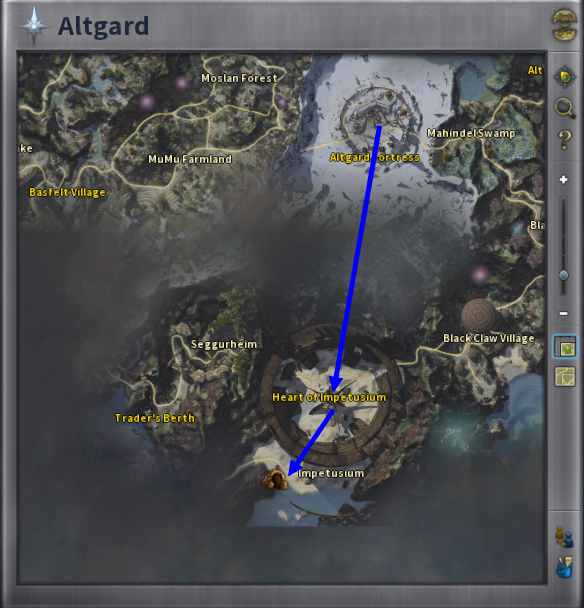 Altgard
Alt
Moslan Forest
Mahindel Swamp
ke
MuMu Farmland
Altgard Fortress
Basfelt Village
Bla
Seggurheim
Black Claw Village
Heart of Impetusium
Trader's Berth
Impetusium